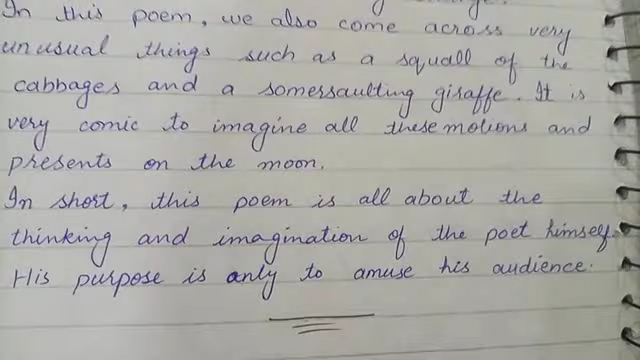 In this poem, we also come across very
unusual things such as a squall of the
cabbages and a somersaulting giraffe. It is
very comic to imagine all these motions and
presents on the moon.
In short, this poem is all about the
thinking and imagination of the poet himself.
His purpose is only to amuse his audience.